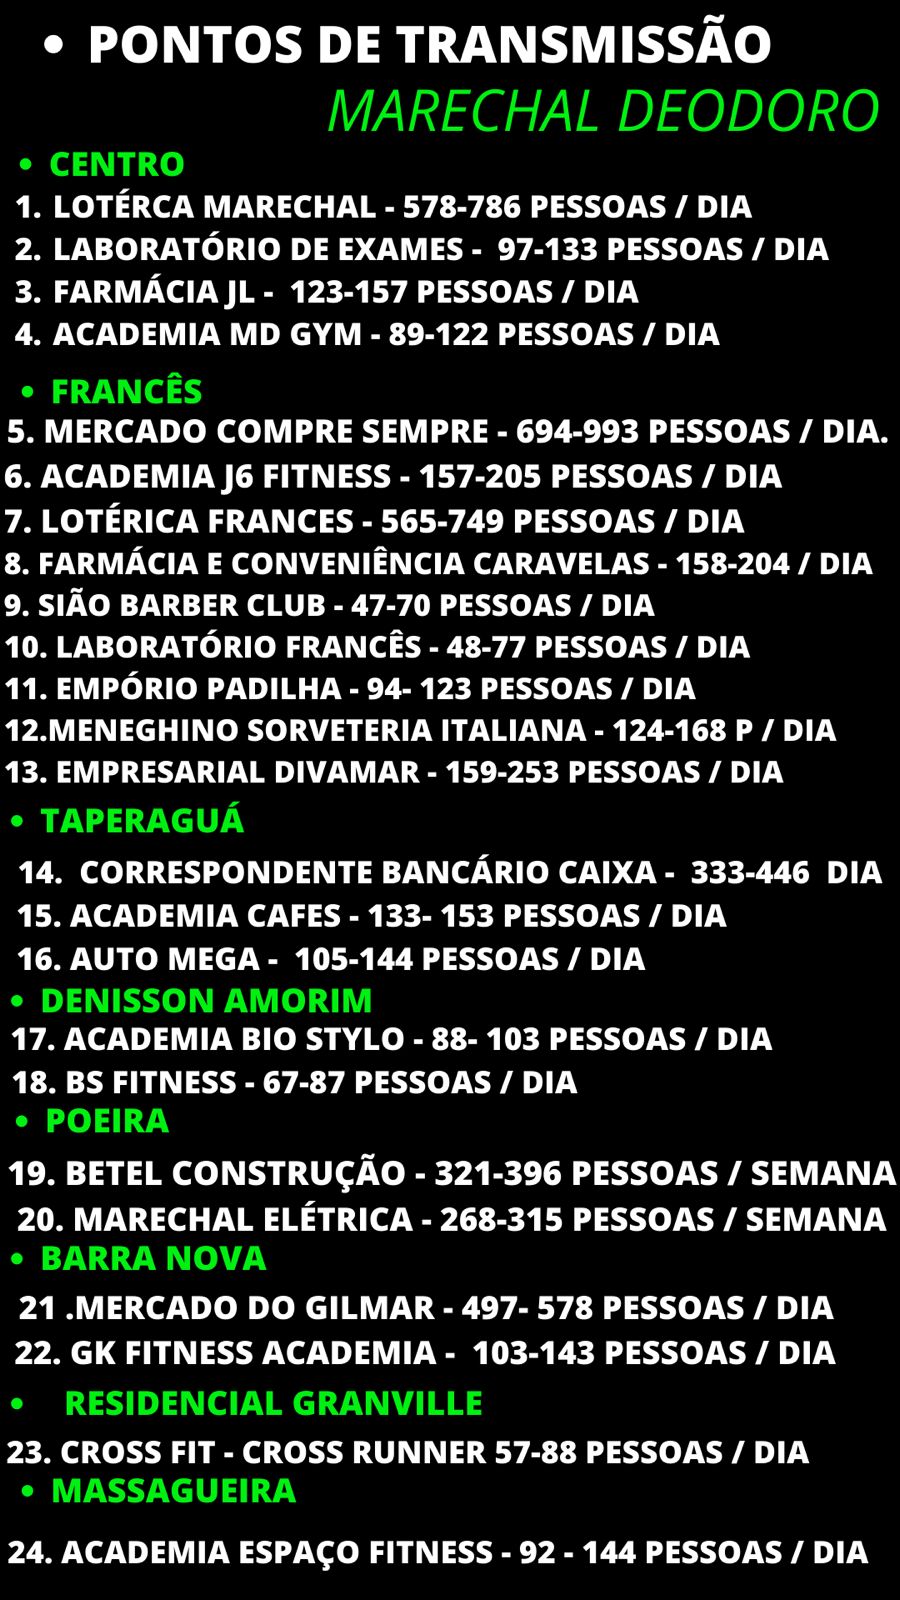 • PONTOS DE TRANSMISSÃO
MARECHAL DEODORO
• CENTRO
1. LOTÉRCA MARECHAL - 578-786 PESSOAS / DIA
2. LABORATÓRIO DE EXAMES - 97-133 PESSOAS / DIA
3. FARMÁCIA JL - 123-157 PESSOAS / DIA
4. ACADEMIA MD GYM - 89-122 PESSOAS / DIA
• FRANCÊS
5. MERCADO COMPRE SEMPRE - 694-993 PESSOAS / DIA.
6. ACADEMIA J6 FITNESS - 157-205 PESSOAS / DIA
7. LOTÉRICA FRANCES - 565-749 PESSOAS / DIA
8. FARMÁCIA E CONVENIÊNCIA CARAVELAS - 158-204 / DIA
9. SIÃO BARBER CLUB - 47-70 PESSOAS / DIA
10. LABORATÓRIO FRANCÊS - 48-77 PESSOAS / DIA
11. EMPÓRIO PADILHA - 94- 123 PESSOAS / DIA
12.MENEGHINO SORVETERIA ITALIANA - 124-168 P / DIA
13. EMPRESARIAL DIVAMAR - 159-253 PESSOAS / DIA
• TAPERAGUÁ
14. CORRESPONDENTE BANCÁRIO CAIXA - 333-446 DIA
15. ACADEMIA CAFES - 133- 153 PESSOAS / DIA
16. AUTO MEGA - 105-144 PESSOAS / DIA
• DENISSON AMORIM
17. ACADEMIA BIO STYLO - 88- 103 PESSOAS / DIA
18. BS FITNESS - 67-87 PESSOAS / DIA
• POEIRA
19. BETEL CONSTRUÇÃO - 321-396 PESSOAS / SEMANA
20. MARECHAL ELÉTRICA - 268-315 PESSOAS / SEMANA
• BARRA NOVA
21 .MERCADO DO GILMAR - 497- 578 PESSOAS / DIA
22. GK FITNESS ACADEMIA - 103-143 PESSOAS / DIA
• RESIDENCIAL GRANVILLE
23. CROSS FIT - CROSS RUNNER 57-88 PESSOAS / DIA
• MASSAGUEIRA
24. ACADEMIA ESPAÇO FITNESS - 92 - 144 PESSOAS / DIA